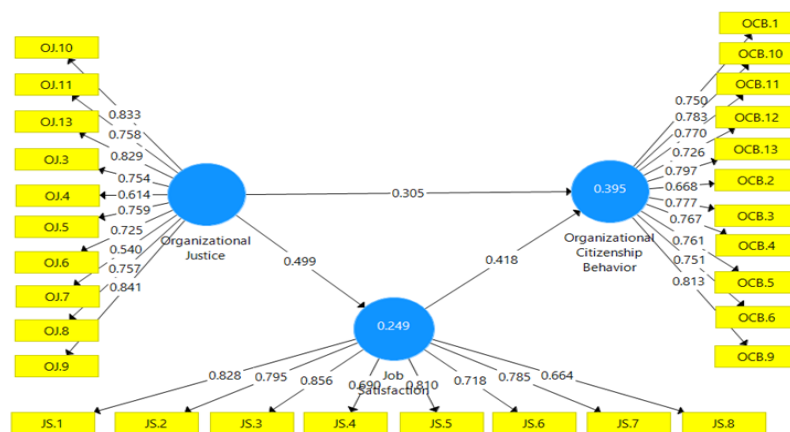 OCB.1
OJ.10
OCB.10
OJ.11
OCB.11
0.833
0.750
0.758
0.783
OJ.13
OCB.12
0.829
0.770
0.726
OJ.3
0.754
0.797
OCB.13
0.614
0.668
OJ.4
0.395
OCB.2
0.305
0.759
0.777
OJ.5
OCB.3
0.725
0.767
Organizational
Justice
Organizational
Citizenship
Behavior
OCB.4
0.540
0.761
OJ.6
0.499
0.418
0.757
0.751
OCB.5
0.841
0.813
OJ.7
OCB.6
OJ.8
0.249
OCB.9
OJ.9
Job
Satisfaction
0.828
0.795
0.856
0.690
0.810
0.718
0.785
0.664
JS.1
JS.2
JS.3
JS.4
JS.5
JS.6
JS.7
JS.8